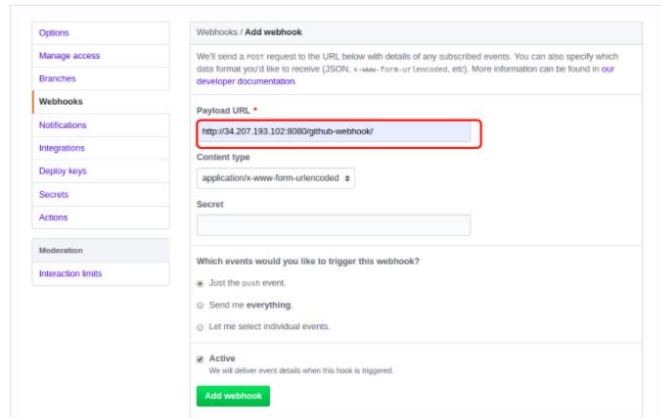 Options
Manage access
Branches
Webhooks
Notifications
Integrations
Deploy keys
Secrets
Actions
Moderation
Interaction limits
Webhooks / Add webhook
We'll send a POST request to the URL below with details of any subscribed events. You can also specify which
data format you'd like to receive (JSON, x-www-form-urlencoded, etc). More information can be found in our
developer documentation.
Payload URL *
http://34.207.193.102:8080/github-webhook/
Content type
application/x-www-form-urlencoded
Secret
Which events would you like to trigger this webhook?
Just the push event.
Send me everything.
Let me select individual events.
Active
We will deliver event details when this hook is triggered.
Add webhook